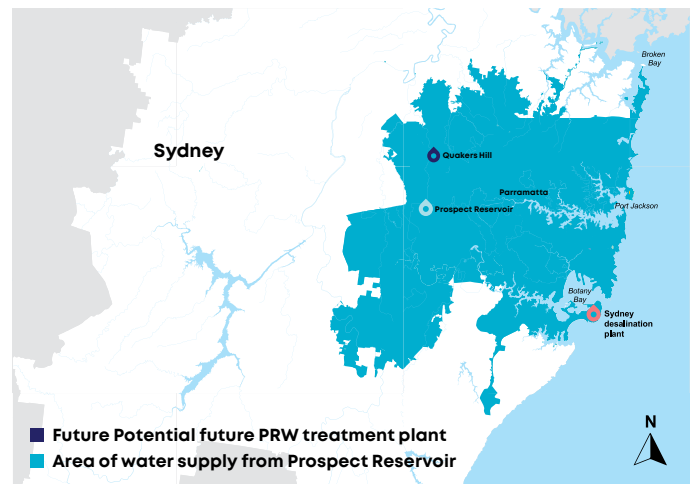 Broken
Bay
Sydney
Quakers Hill
Parramatta
Port Jackson
Prospect Reservoir
Botany
Bay
Sydney
desalination
plant
N
Future Potential future PRW treatment plant
Area of water supply from Prospect Reservoir